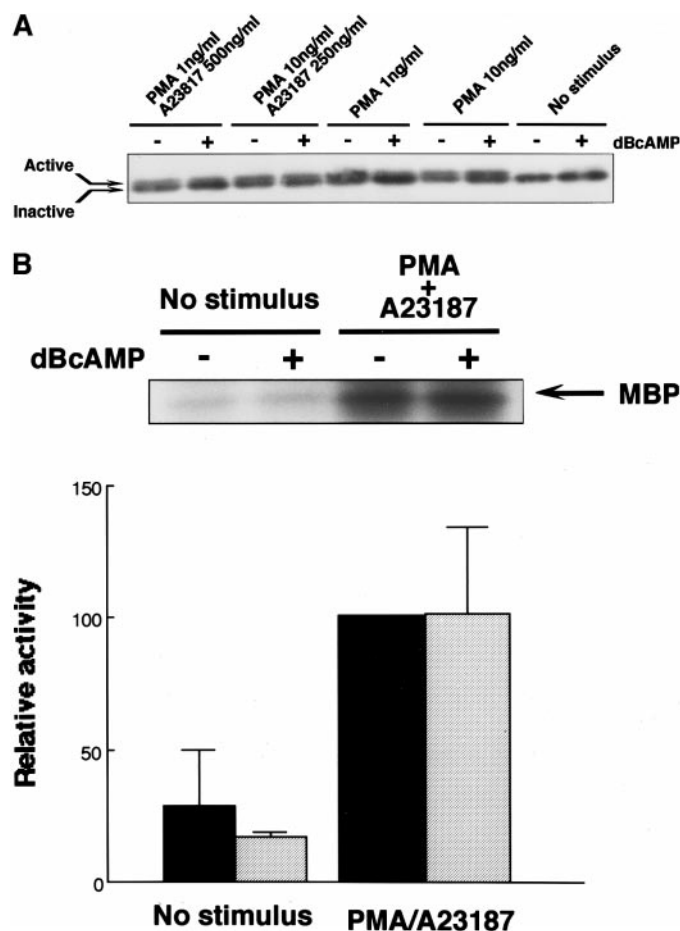 A
PMA 1ng/ml
A23817 500ng/ml
PMA 10ng/ml
A23187 250ng/ml
PMA 1ng/ml
PMA 10ng/ml
No stimulus
- + - + - + - + - + dBcAMP
Active
Inactive
B
No stimulus
PMA
+
A23187
dBcAMP - + - +
MBP
150
100
50
0
Relative activity
No stimulus PMA/A23187